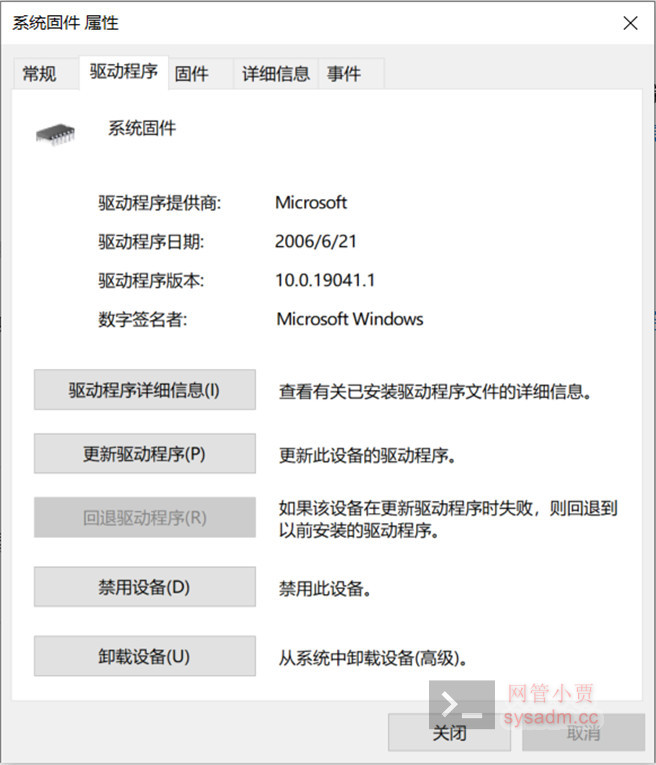 系统固件 属性
常规 驱动程序 固件 详细信息 事件
系统固件
驱动程序提供商: Microsoft
驱动程序日期: 2006/6/21
驱动程序版本: 10.0.19041.1
数字签名者: Microsoft Windows
驱动程序详细信息(I) 查看有关已安装驱动程序文件的详细信息。
更新驱动程序(P) 更新此设备的驱动程序。
回退驱动程序(R) 如果该设备在更新驱动程序时失败，则回退到
以前安装的驱动程序。
禁用设备(D) 禁用此设备。
卸载设备(U) 从系统中卸载设备(高级)。
网管小贾
sysadm.cc
关闭 取消